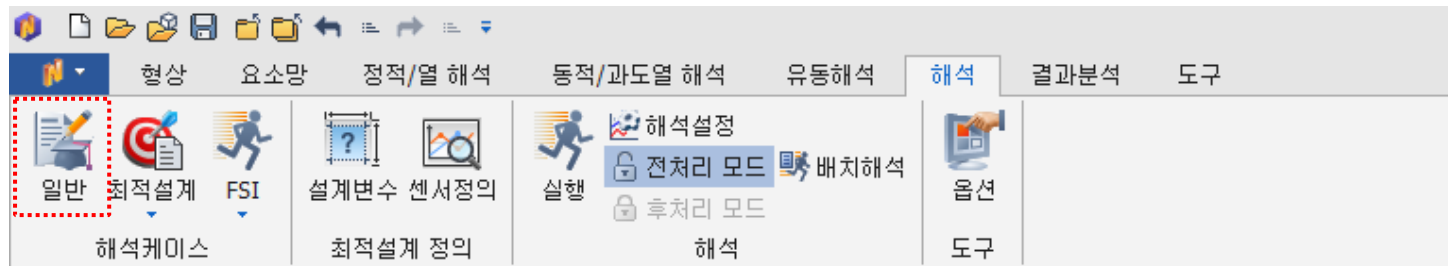 형상 요소망 정적/열 해석 동적/과도열 해석 유동해석 해석 결과분석 도구
일반 최적설계 FSI
해석케이스
? 설계변수 센서정의
최적설계 정의
실행 해석설정
전처리 모드 배치해석
후처리 모드
해석
옵션
도구